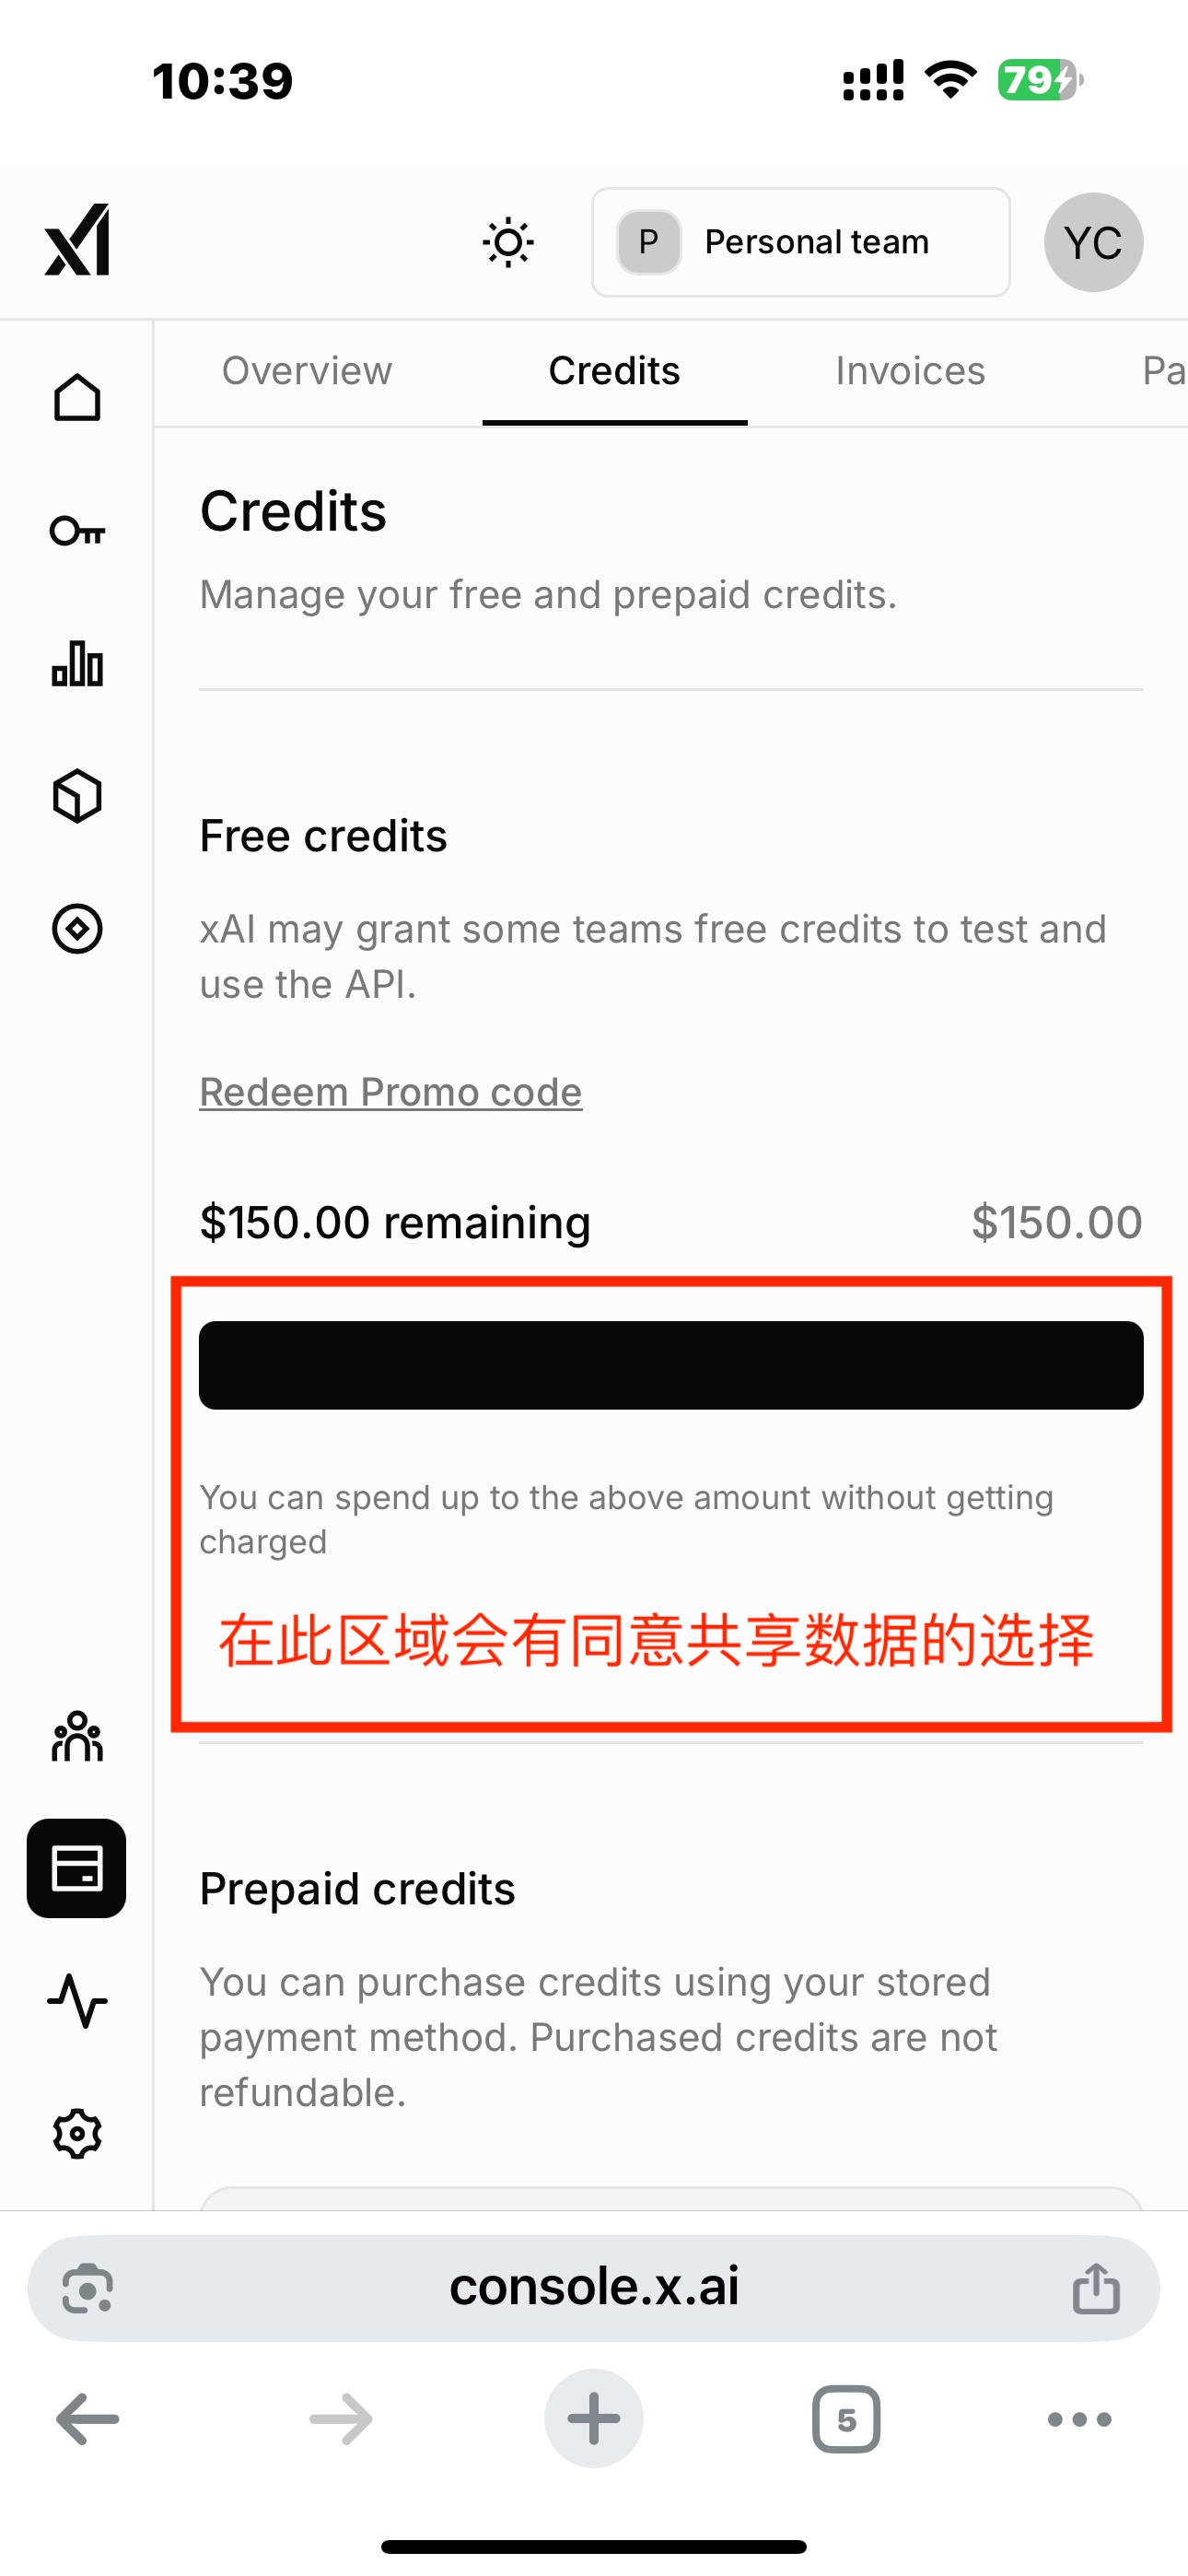 10:39
79
xI
P Personal team YC
Overview Credits Invoices Pa
Credits
Manage your free and prepaid credits.
Free credits
xAI may grant some teams free credits to test and
use the API.
Redeem Promo code
$150.00 remaining $150.00
You can spend up to the above amount without getting
charged
在此区域会有同意共享数据的选择
Prepaid credits
You can purchase credits using your stored
payment method. Purchased credits are not
refundable.
console.x.ai
5